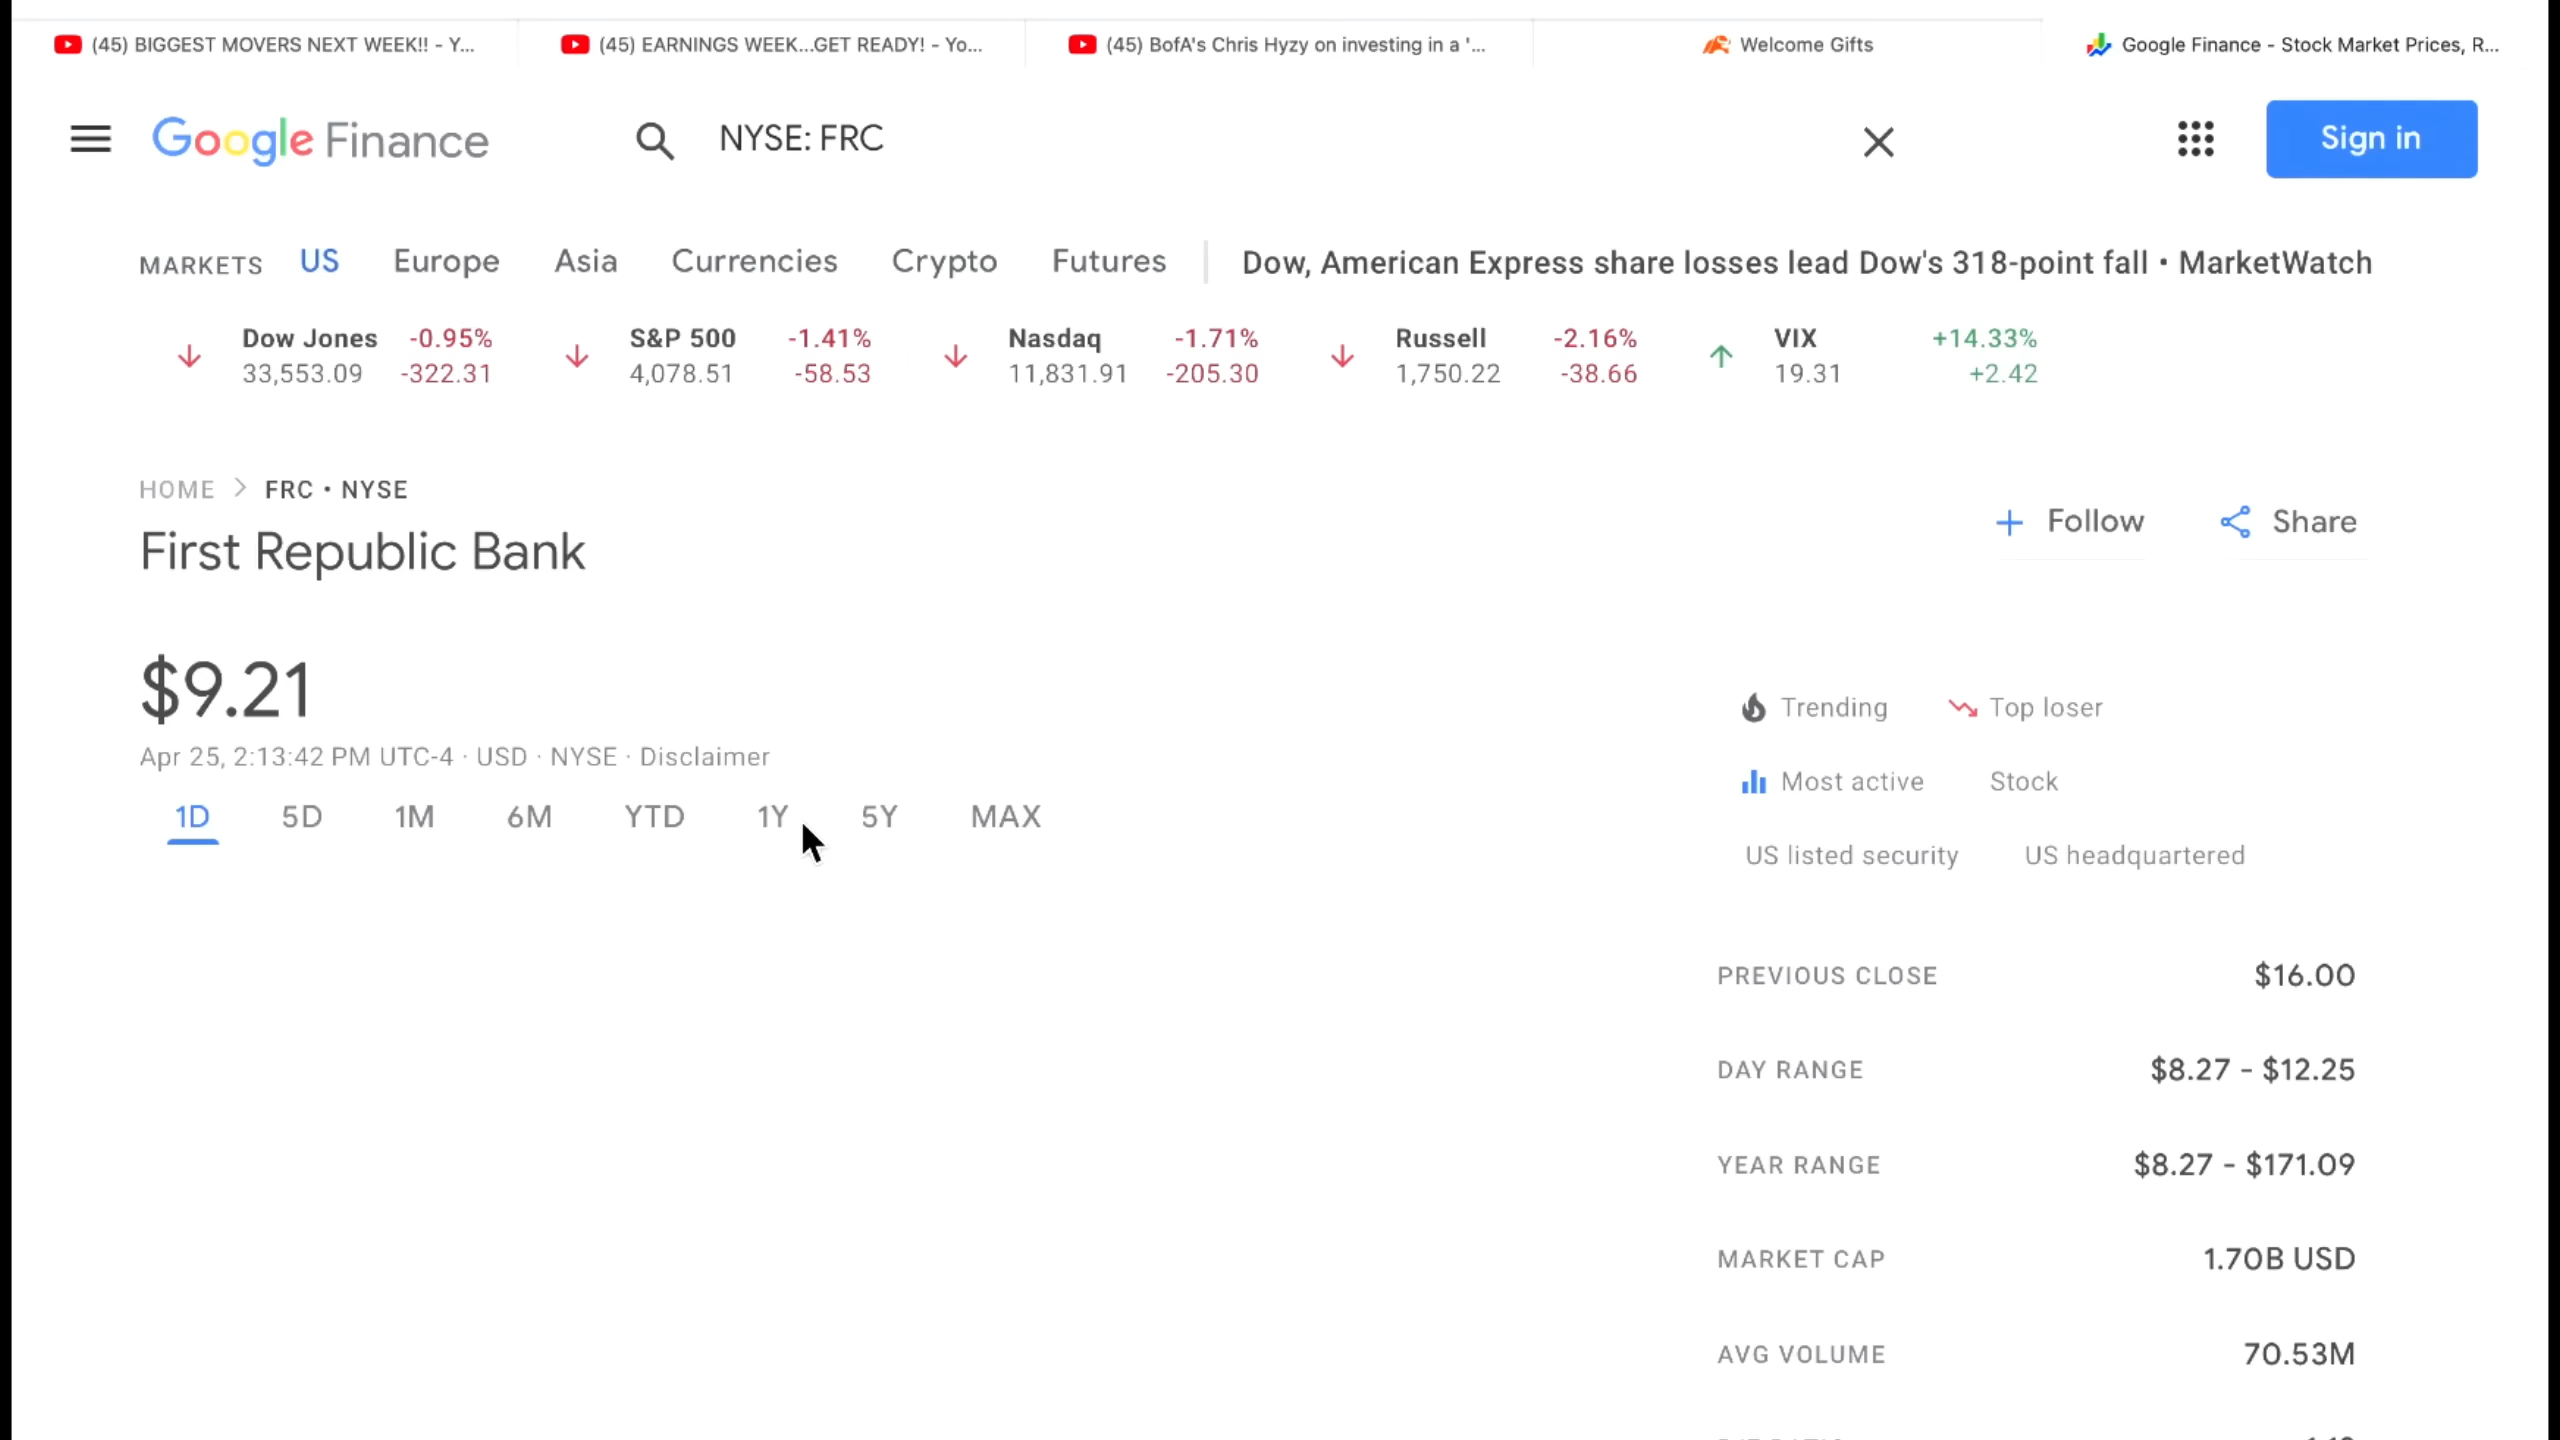 (45) BIGGEST MOVERS NEXT WEEK!! - Y...
(45) EARNINGS WEEK...GET READY! - Yo...
(45) BofA's Chris Hyzy on investing in a '...
Welcome Gifts
Google Finance - Stock Market Prices, R...
Google Finance
NYSE: FRC
Sign in
MARKETS US Europe Asia Currencies Crypto Futures
Dow, American Express share losses lead Dow's 318-point fall • MarketWatch
Dow Jones -0.95%
33,553.09 -322.31
S&P 500 -1.41%
4,078.51 -58.53
Nasdaq -1.71%
11,831.91 -205.30
Russell -2.16%
1,750.22 -38.66
VIX +14.33%
19.31 +2.42
HOME > FRC • NYSE
First Republic Bank
Follow Share
$9.21
Apr 25, 2:13:42 PM UTC-4 · USD · NYSE · Disclaimer
1D 5D 1M 6M YTD 1Y 5Y MAX
Trending Top loser
Most active Stock
US listed security US headquartered
PREVIOUS CLOSE $16.00
DAY RANGE $8.27 - $12.25
YEAR RANGE $8.27 - $171.09
MARKET CAP 1.70B USD
AVG VOLUME 70.53M